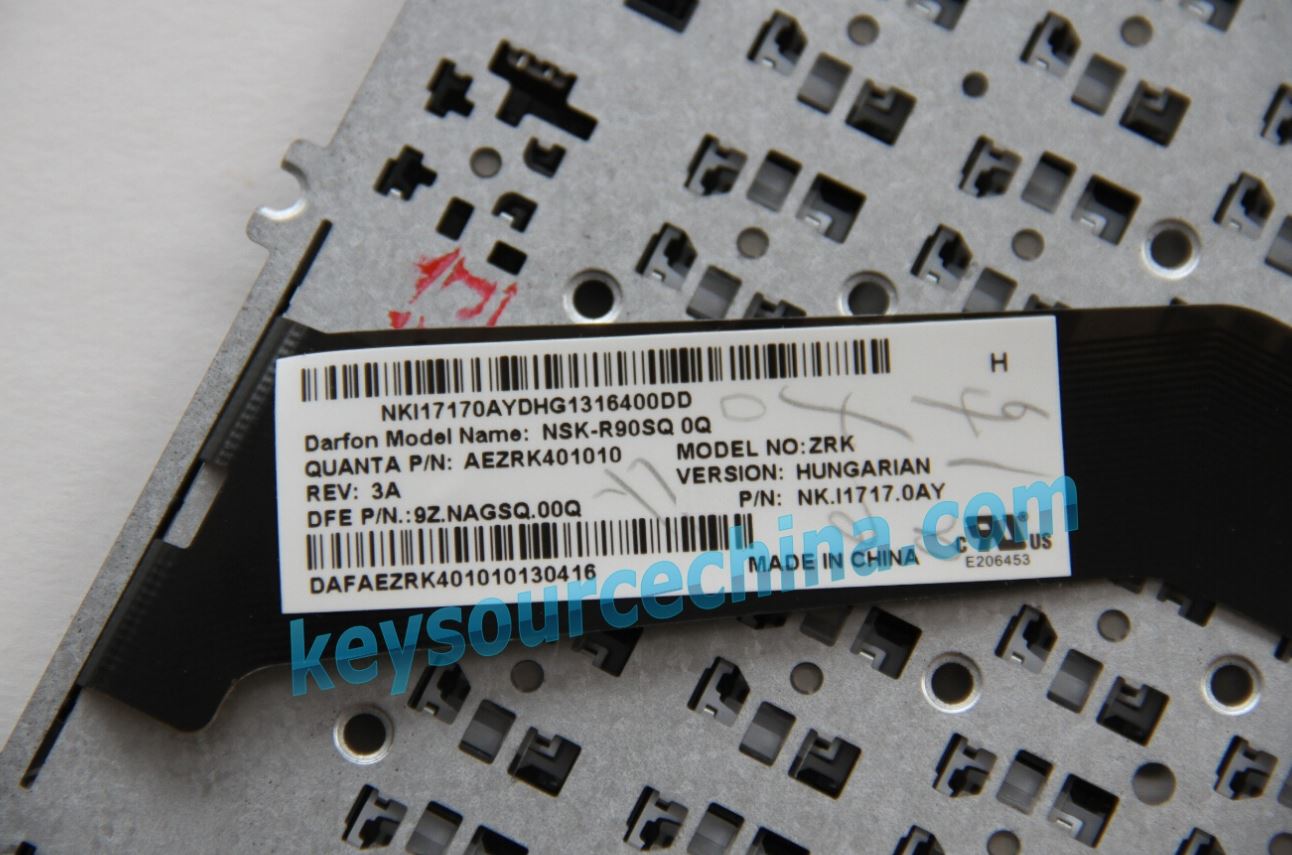 H
NKI17170AYDHG1316400DD
Darfon Model Name: NSK-R90SQ 0Q
QUANTA P/N: AEZRK401010 MODEL NO:ZRK
REV: 3A VERSION: HUNGARIAN
DFE P/N.:9Z.NAGSQ.00Q P/N: NK.I1717.0AY
DAFAEZRK401010130416 MADE IN CHINA
C US
E206453
keysourcechina.com